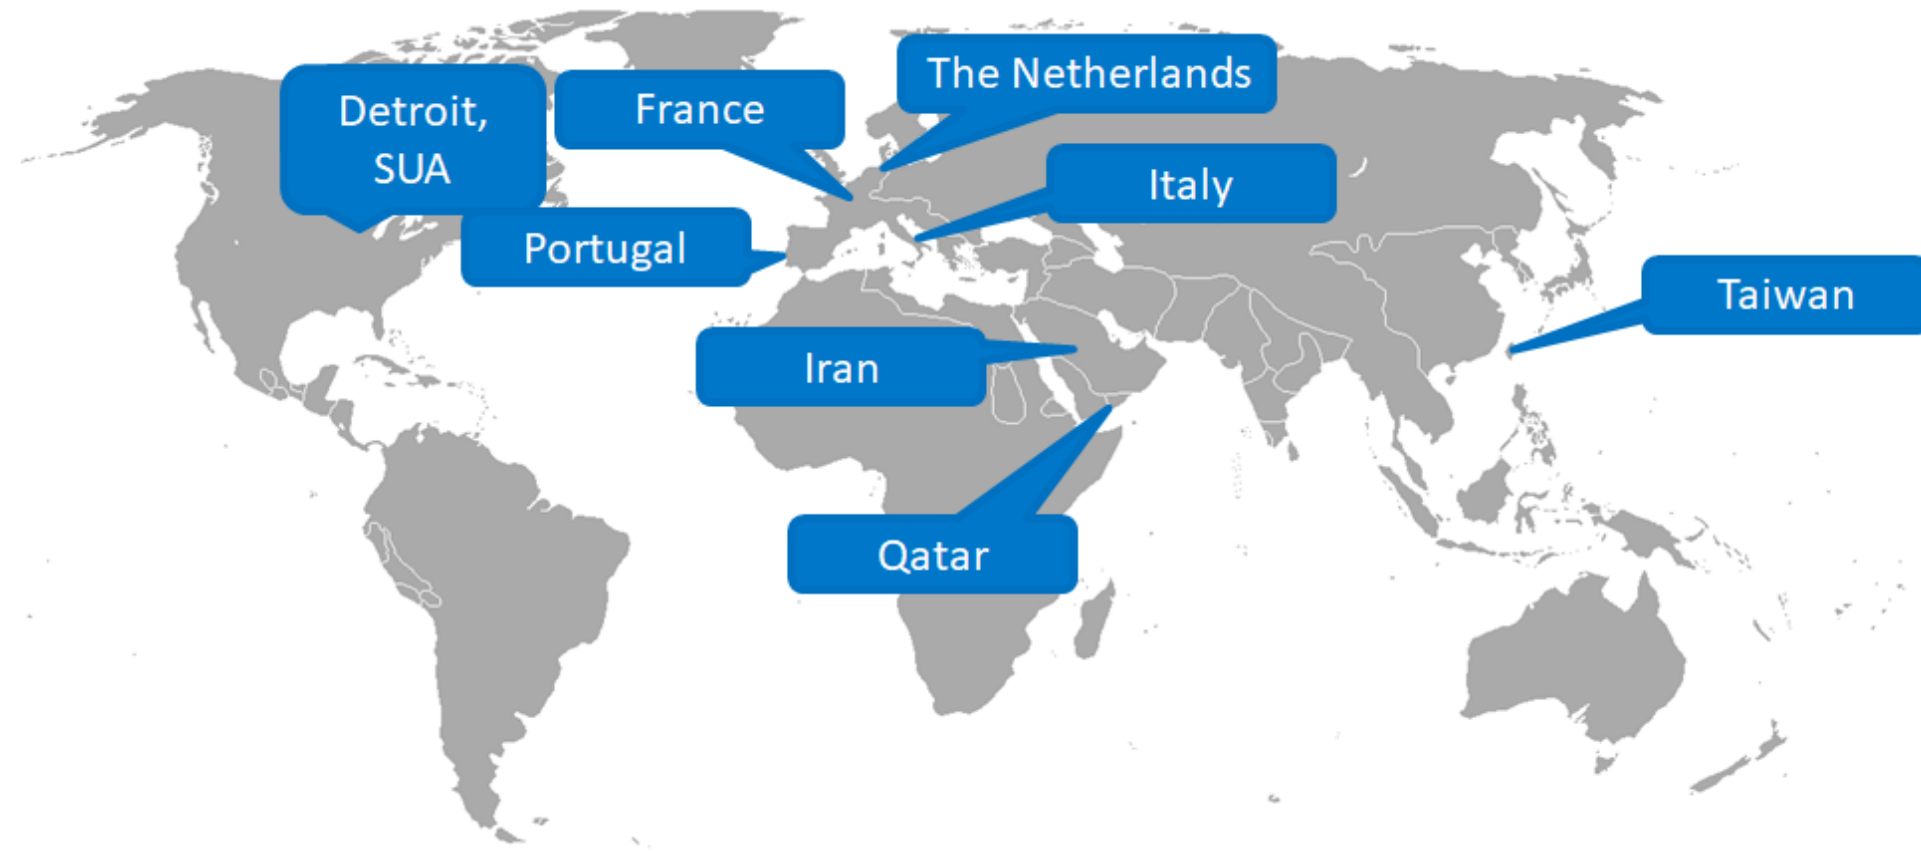 The Netherlands
Detroit,
SUA
France
Italy
Portugal
Taiwan
Iran
Qatar